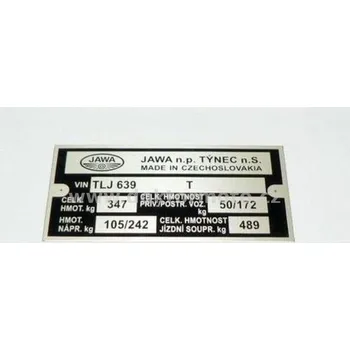 JAWA
JAWA n.p. TÝNEC n.S.
MADE IN CZECHOSLOVAKIA
VIN TLJ 639 T
CELK. HMOT. kg 347 CELK. HMOTNOST PŘIV./POSTR. VOZ. kg 50/172
HMOT. NÁPR. kg 105/242 CELK. HMOTNOST JÍZDNÍ SOUPR. kg 489